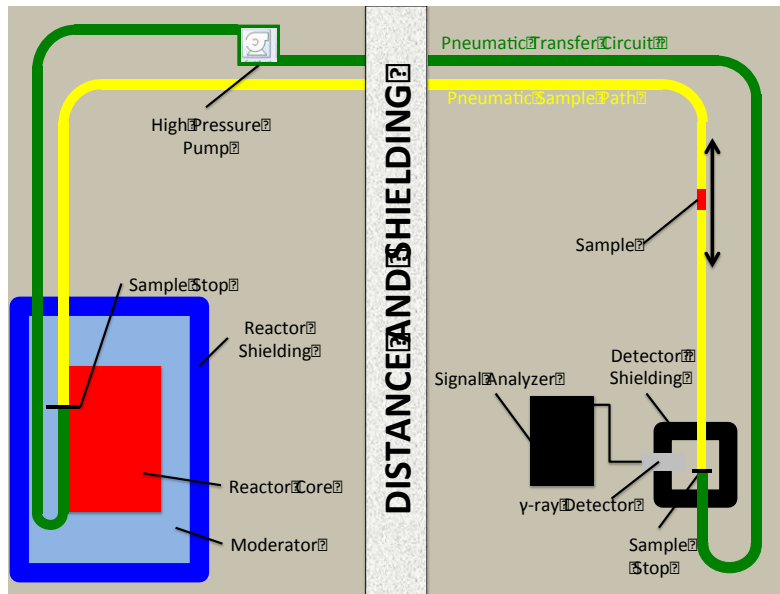 Pneumatic Transfer Circuit
Pneumatic Sample Path
High Pressure
Pump
DISTANCE AND SHIELDING
Sample
Sample Stop
Reactor
Shielding
Detector
Shielding
Signal Analyzer
Reactor Core
γ-ray Detector
Moderator
Sample
Stop